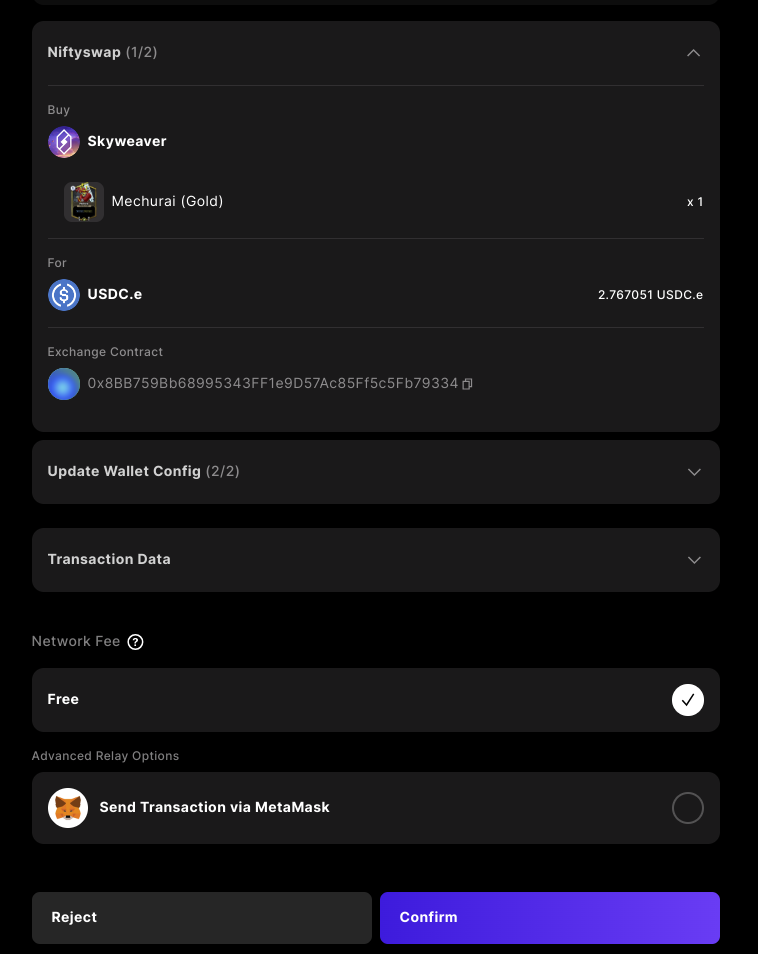 Niftyswap (1/2)
Buy
Skyweaver
Mechurai (Gold) x 1
For
USDC.e 2.767051 USDC.e
Exchange Contract
0x8BB759Bb68995343FF1e9D57Ac85Ff5c5Fb79334
Update Wallet Config (2/2)
Transaction Data
Network Fee ?
Free
Advanced Relay Options
Send Transaction via MetaMask
Reject Confirm